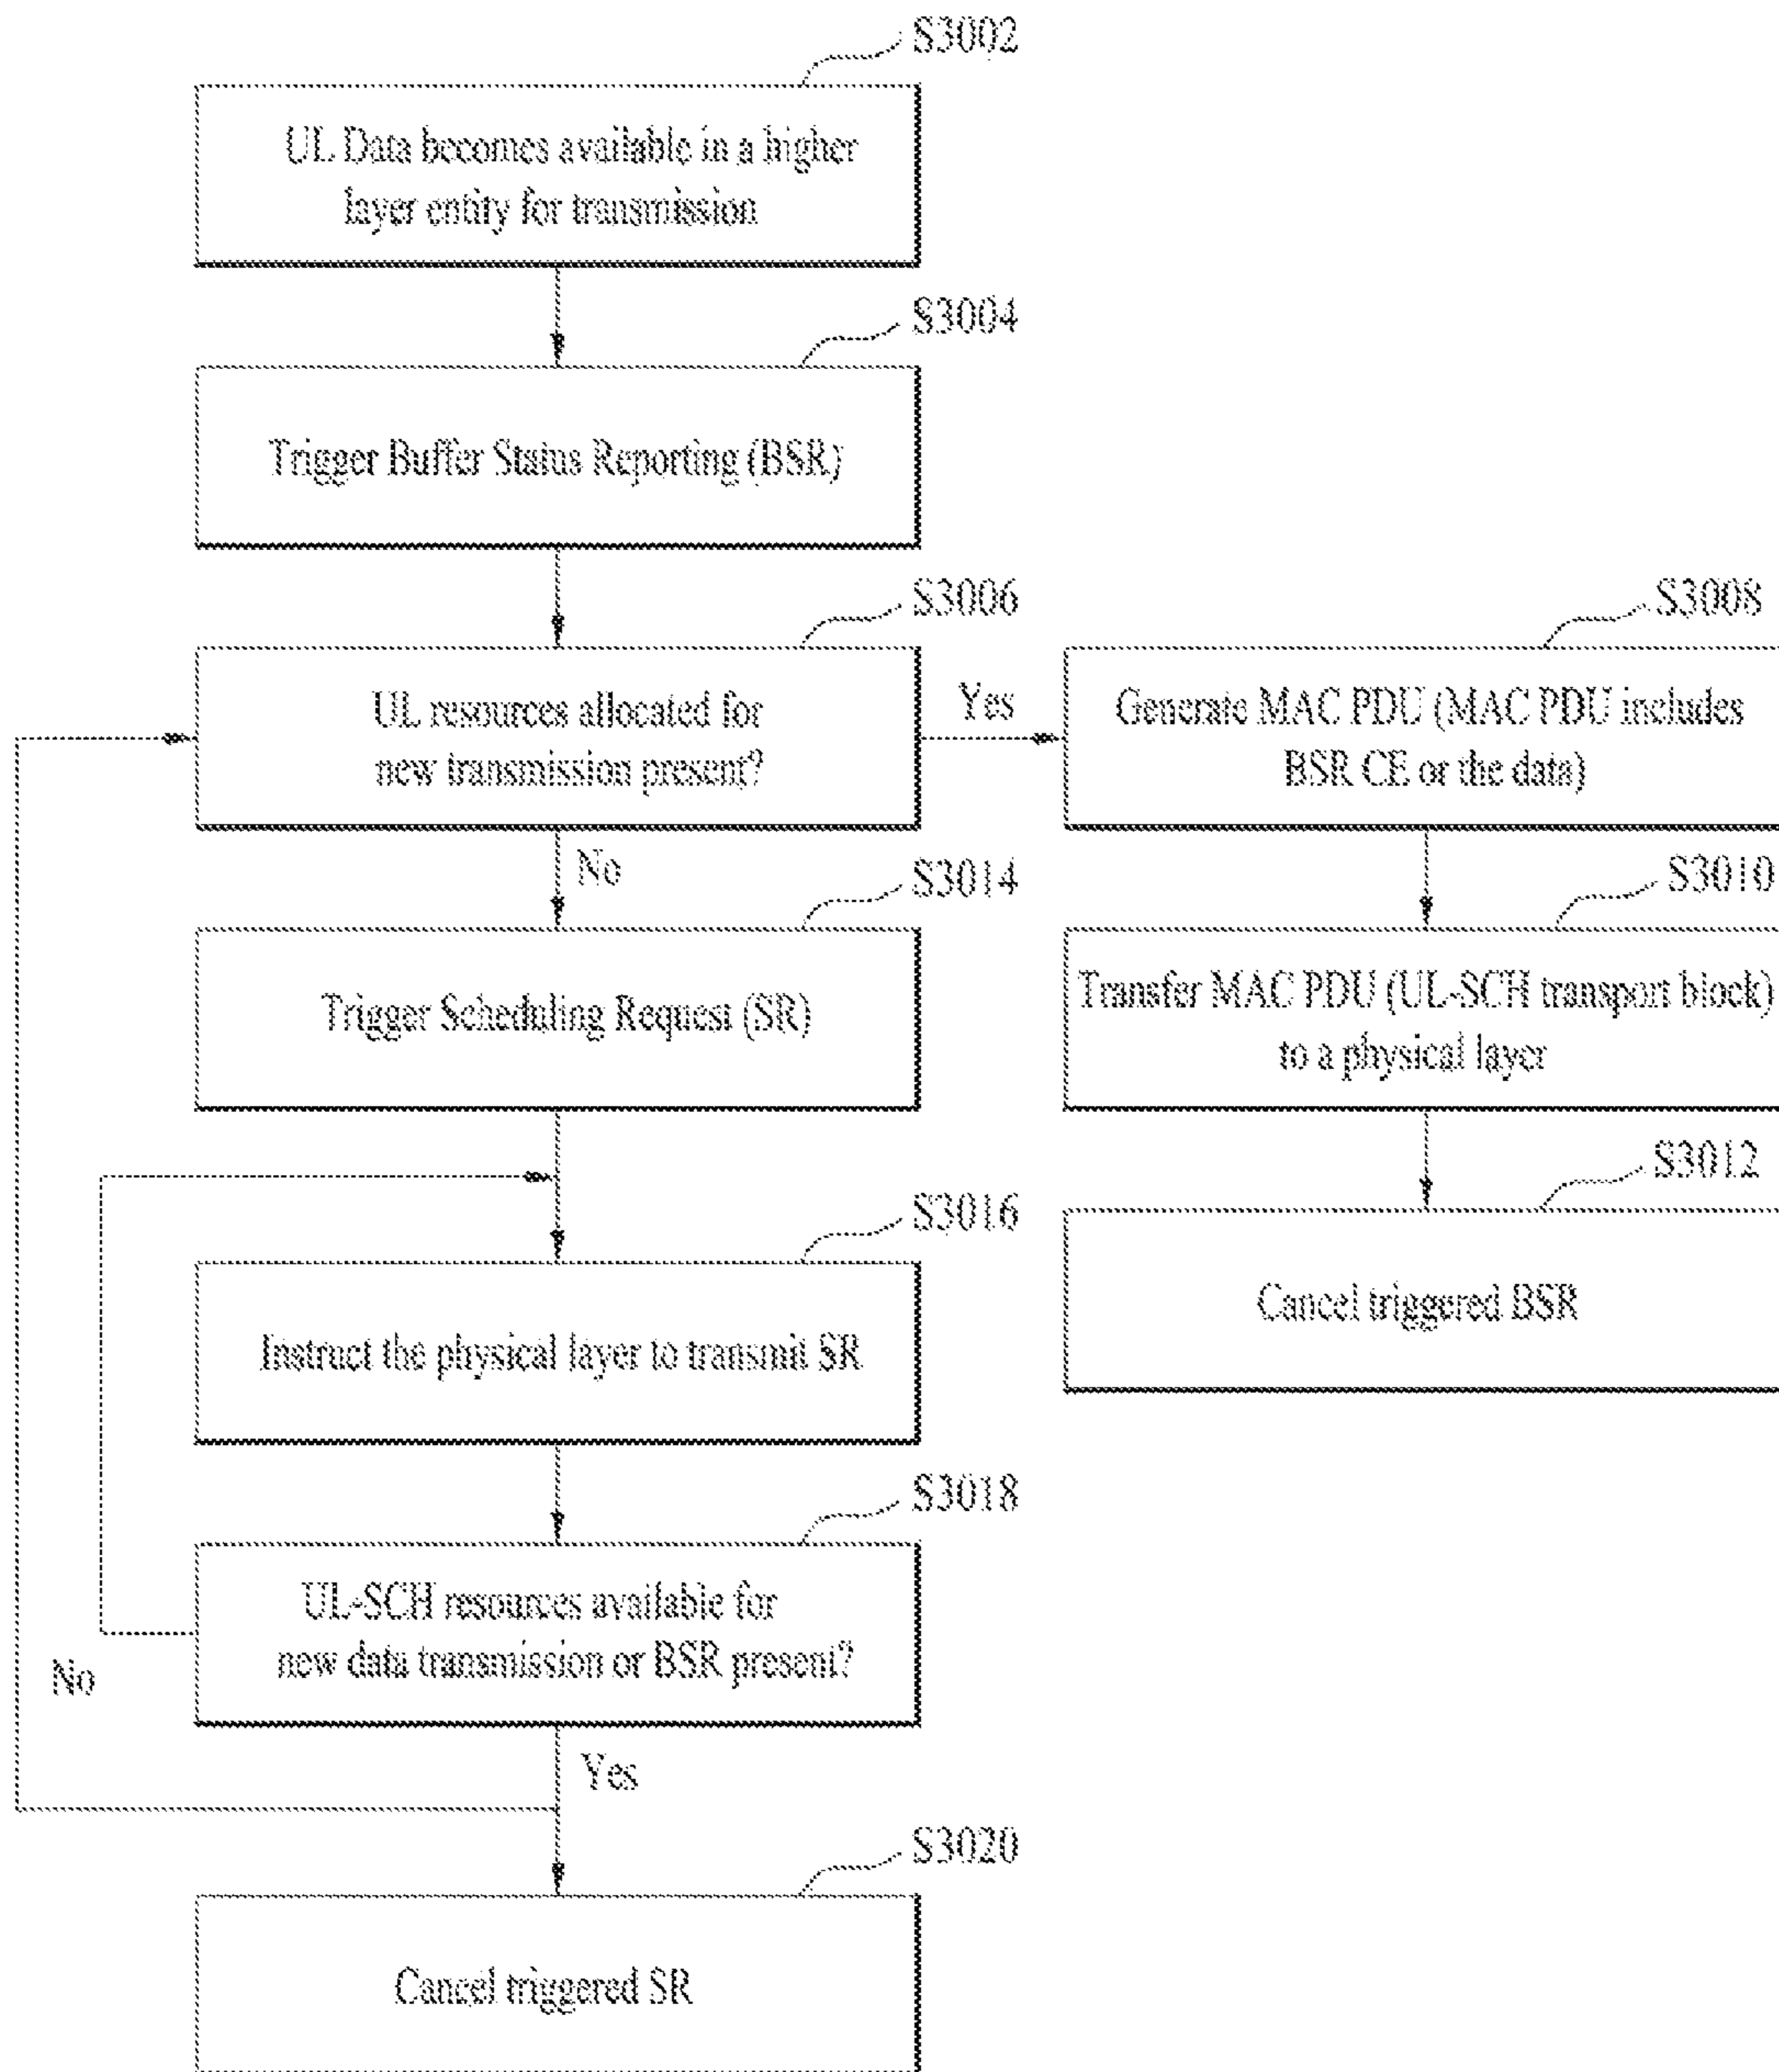 S3002
UL Data becomes available in a higher
layer entity for transmission
S3004
Trigger Buffer Status Reporting (BSR)
S3006
UL resources allocated for
new transmission present?
Yes
S3008
Generate MAC PDU (MAC PDU includes
BSR CE or the data)
No
S3014
Trigger Scheduling Request (SR)
S3010
Transfer MAC PDU (UL-SCH transport block)
to a physical layer
S3012
Cancel triggered BSR
S3016
Instruct the physical layer to transmit SR
S3018
UL-SCH resources available for
new data transmission or BSR present?
No
Yes
S3020
Cancel triggered SR